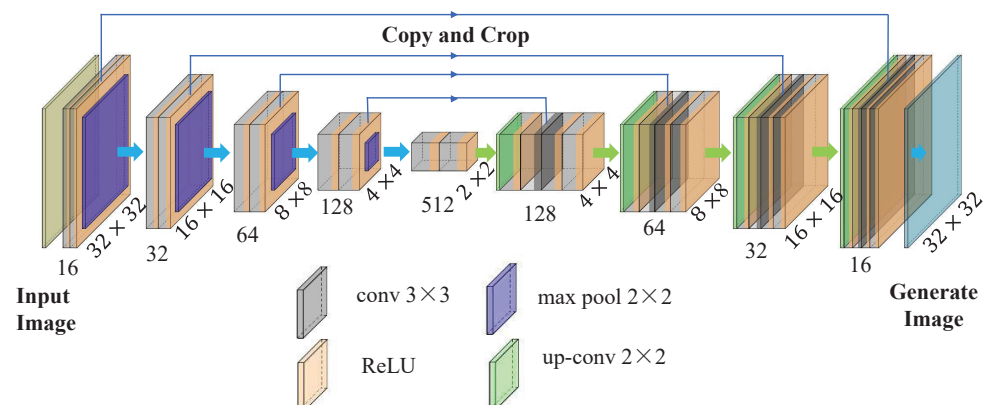 Copy and Crop
16
32 × 32
32
16 × 16
64
8 × 8
128
4 × 4
512
2 × 2
128
4 × 4
64
8 × 8
32
16 × 16
16
32 × 32
Input
Image
Generate
Image
conv 3×3
max pool 2×2
ReLU
up-conv 2×2